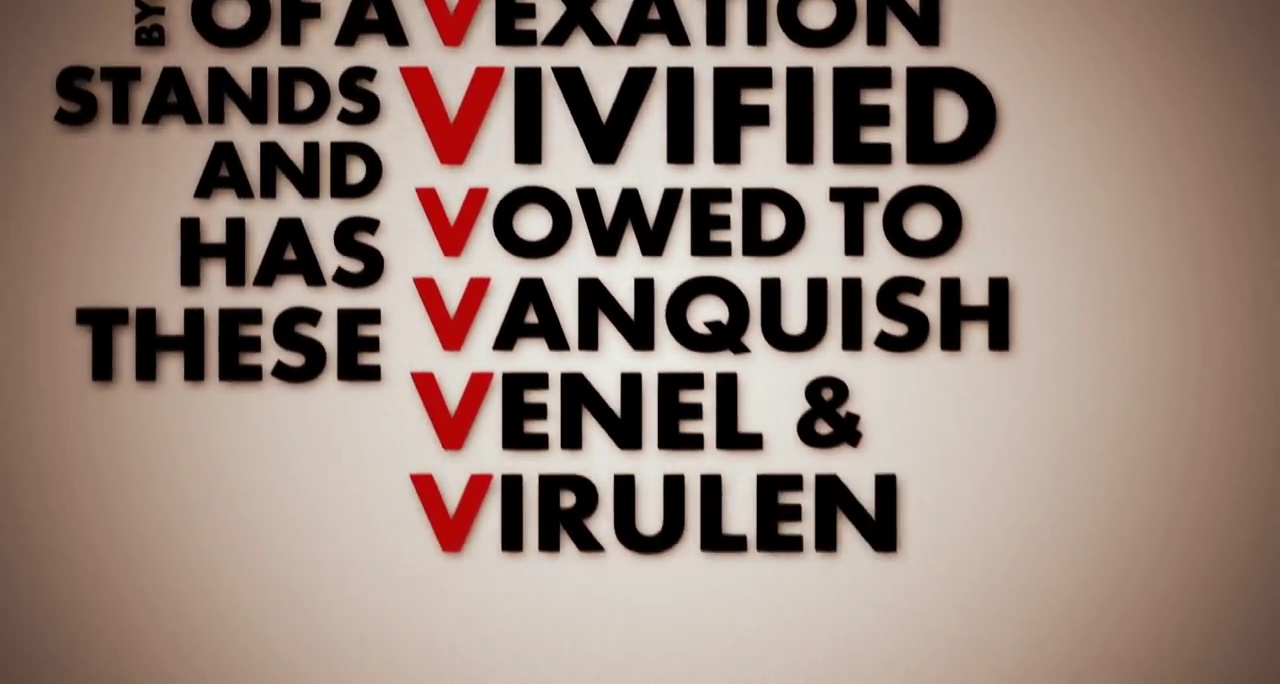 BY OF A VEXATION
STANDS VIVIFIED
AND VOWED TO
HAS VANQUISH
THESE VENEL &
VIRULEN